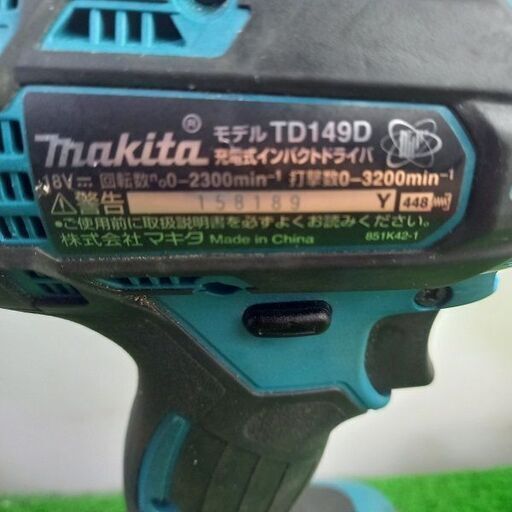 makita® モデル TD149D
充電式インパクトドライバ
18V⎓ 回転数n₀0-2300min⁻¹ 打撃数0-3200min⁻¹
⚠警告 158189 Y 448
•ご使用前に取扱説明書を必ずよくお読みください。
株式会社 マキタ Made in China 851K42-1